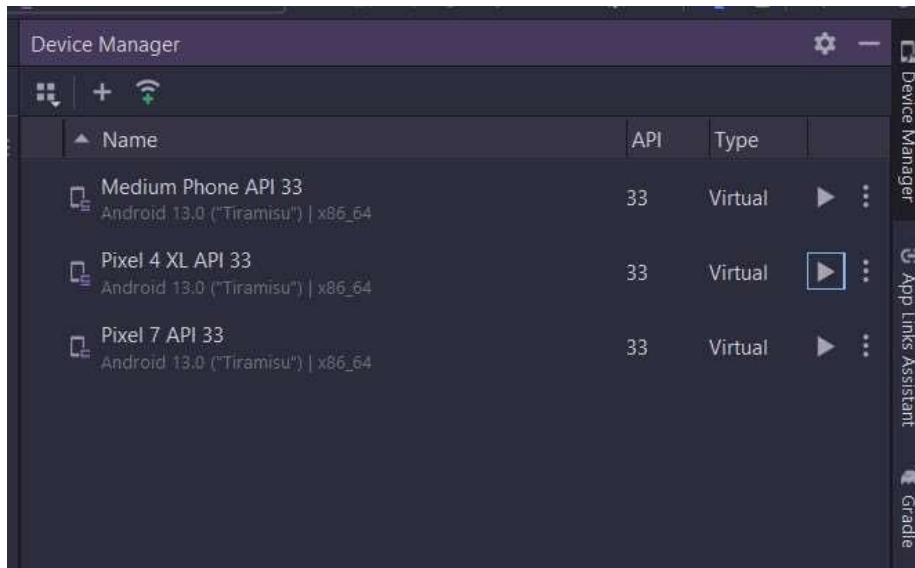 Device Manager
Name API Type
Medium Phone API 33 33 Virtual
Android 13.0 ("Tiramisu") | x86_64
Pixel 4 XL API 33 33 Virtual
Android 13.0 ("Tiramisu") | x86_64
Pixel 7 API 33 33 Virtual
Android 13.0 ("Tiramisu") | x86_64
Device Manager
App Links Assistant
Gradle